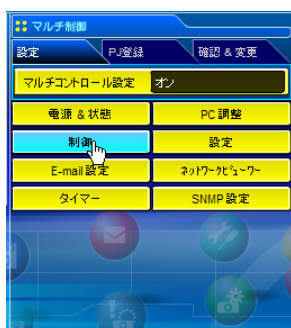 マルチ制御
設定 PJ登録 確認 & 変更
マルチコントロール設定 オン
電源 & 状態 PC 調整
制御 設定
E-mail 設定 ﾈｯﾄﾜｰｸﾋﾞｭｰﾜｰ
タイマー SNMP 設定